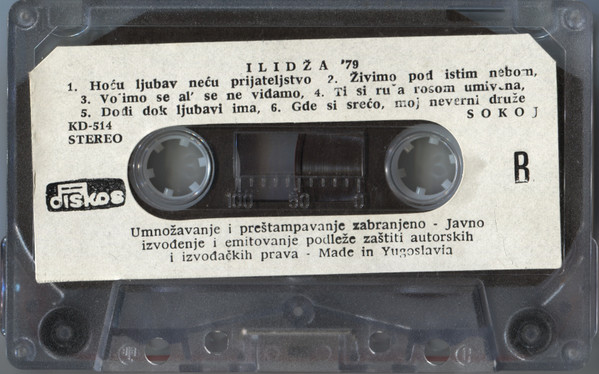 ILIDŽA '79
1. Hoću ljubav neću prijateljstvo 2. Živimo pod istim nebom,
3. Volimo se al' se ne viđamo, 4. Ti si ruža rosom umivena,
5. Dođi dok ljubavi ima, 6. Gde si srećo, moj neverni druže
KD-514
SOKOJ
STEREO
B
diskos
100 50 0
Umnožavanje i preštampavanje zabranjeno - Javno
izvođenje i emitovanje podleže zaštiti autorskih
i izvođačkih prava - Made in Yugoslavia